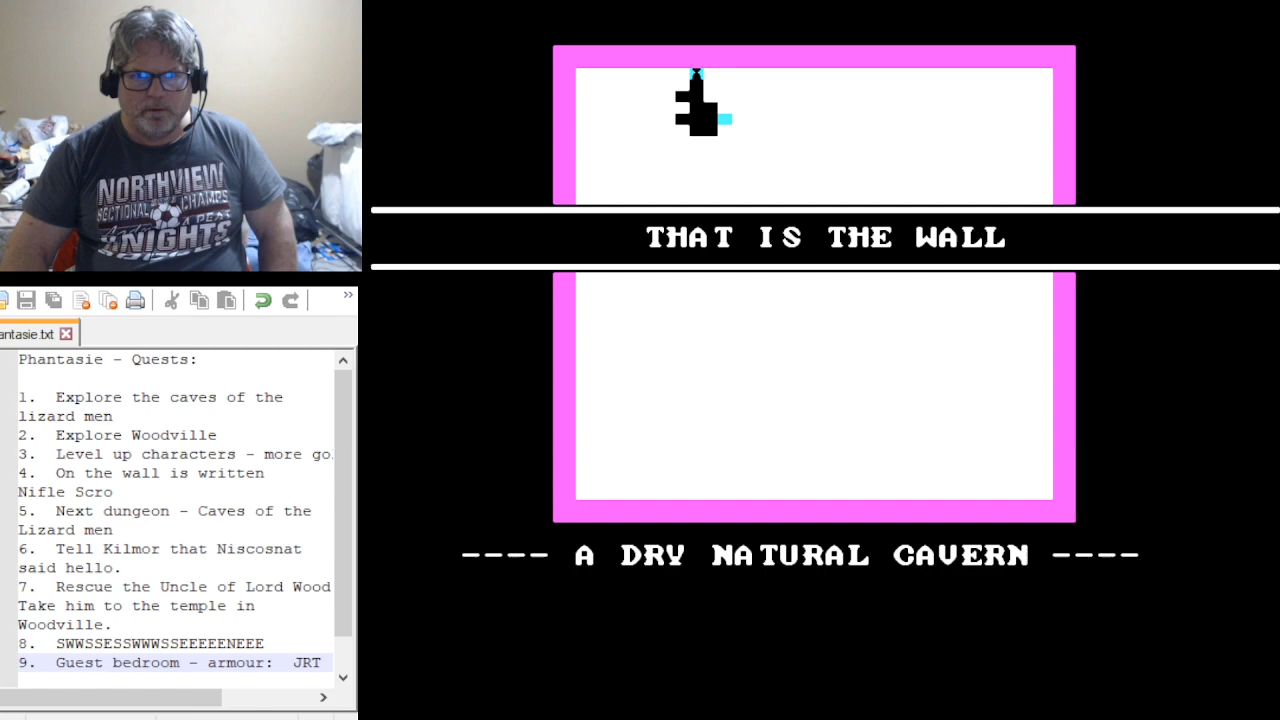 NORTHVIEW
SECTIONAL CHAMPS
KNIGHTS
SOCCER
THAT IS THE WALL
---- A DRY NATURAL CAVERN ----
antasie.txt
Phantasie - Quests:
1. Explore the caves of the
lizard men
2. Explore Woodville
3. Level up characters - more go
4. On the wall is written
Nifle Scro
5. Next dungeon - Caves of the
Lizard men
6. Tell Kilmor that Niscosnat
said hello.
7. Rescue the Uncle of Lord Wood
Take him to the temple in
Woodville.
8. SWWSSESSWWWSSEEEEENEEE
9. Guest bedroom - armour: JRT